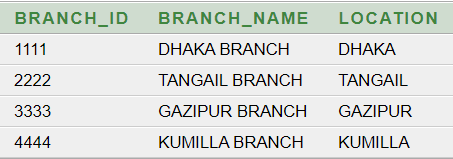 BRANCH_ID BRANCH_NAME LOCATION
1111 DHAKA BRANCH DHAKA
2222 TANGAIL BRANCH TANGAIL
3333 GAZIPUR BRANCH GAZIPUR
4444 KUMILLA BRANCH KUMILLA